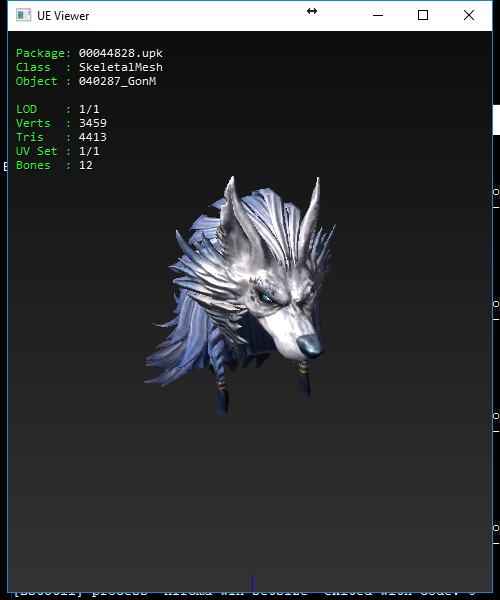 UE Viewer
Package: 00044828.upk
Class : SkeletalMesh
Object : 040287_GonM
LOD : 1/1
Verts : 3459
Tris : 4413
UV Set : 1/1
Bones : 12